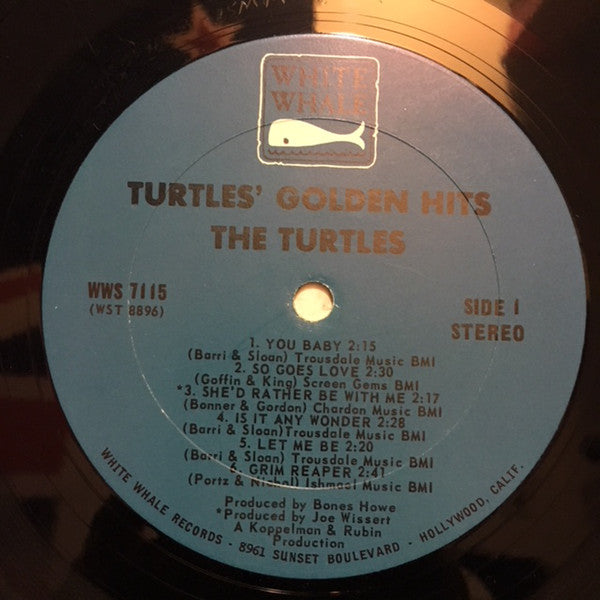 WHITE
WHALE
TURTLES' GOLDEN HITS
THE TURTLES
WWS 7115
(WST 8896)
SIDE 1
STEREO
1. YOU BABY 2:15
(Barri & Sloan) Trousdale Music BMI
2. SO GOES LOVE 2:30
(Goffin & King) Screen Gems BMI
*3. SHE'D RATHER BE WITH ME 2:17
(Bonner & Gordon) Chardon Music BMI
4. IS IT ANY WONDER 2:28
(Barri & Sloan) Trousdale Music BMI
5. LET ME BE 2:20
(Barri & Sloan) Trousdale Music BMI
6. GRIM REAPER 2:41
(Portz & Nichol) Ishmael Music BMI
Produced by Bones Howe
*Produced by Joe Wissert
A Koppelman & Rubin
Production
WHITE WHALE RECORDS - 8961 SUNSET BOULEVARD - HOLLYWOOD, CALIF.